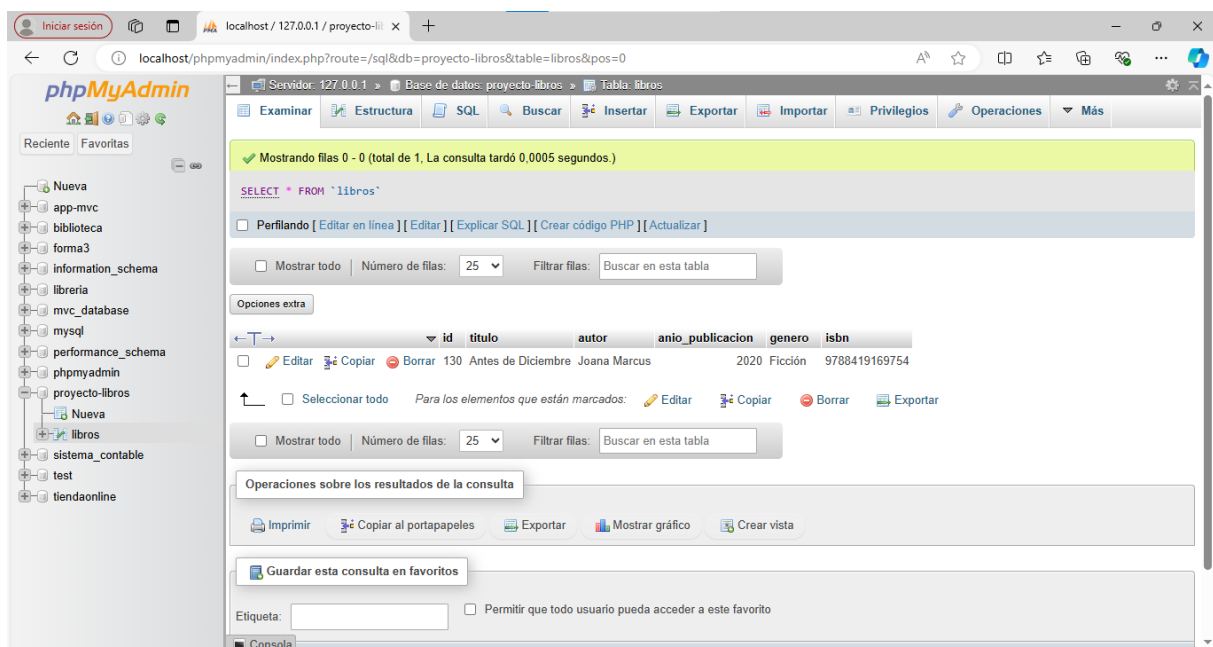 Iniciar sesión
localhost / 127.0.0.1 / proyecto-lib
localhost/phpmyadmin/index.php?route=/sql&db=proyecto-libros&table=libros&pos=0
phpMyAdmin
Reciente Favoritas
Nueva
app-mvc
biblioteca
forma3
information_schema
libreria
mvc_database
mysql
performance_schema
phpmyadmin
proyecto-libros
Nueva
libros
sistema_contable
test
tiendaonline
Servidor: 127.0.0.1 » Base de datos: proyecto-libros » Tabla: libros
Examinar Estructura SQL Buscar Insertar Exportar Importar Privilegios Operaciones Más
Mostrando filas 0 - 0 (total de 1, La consulta tardó 0,0005 segundos.)
SELECT * FROM `libros`
Perfilando [ Editar en línea ] [ Editar ] [ Explicar SQL ] [ Crear código PHP ] [ Actualizar ]
Mostrar todo | Número de filas: 25 Filtrar filas: Buscar en esta tabla
Opciones extra
←T→ id titulo autor anio_publicacion genero isbn
Editar Copiar Borrar 130 Antes de Diciembre Joana Marcus 2020 Ficción 9788419169754
Seleccionar todo Para los elementos que están marcados: Editar Copiar Borrar Exportar
Mostrar todo | Número de filas: 25 Filtrar filas: Buscar en esta tabla
Operaciones sobre los resultados de la consulta
Imprimir Copiar al portapapeles Exportar Mostrar gráfico Crear vista
Guardar esta consulta en favoritos
Etiqueta: Permitir que todo usuario pueda acceder a este favorito
Consola